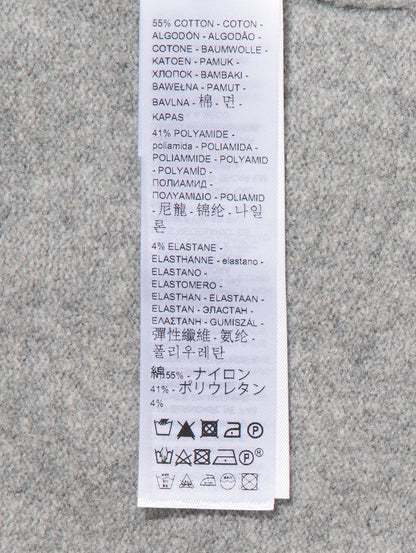 55% COTTON - COTON -
ALGODÓN - ALGODÃO -
COTONE - BAUMWOLLE -
KATOEN - PAMUK -
ХЛОПОК - BAMBAKI -
BAWEŁNA - PAMUT -
BAVLNA - 棉 - 면 -
KAPAS
41% POLYAMIDE -
poliamida - POLIAMIDA -
POLIAMMIDE - POLYAMID
- POLYAMİD -
ПОЛИАМИД -
ΠΟΛΥΑΜΙΔΙΟ - POLIAMID
- 尼龍 - 锦纶 - 나일
론
4% ELASTANE -
ELASTHANNE - elastano -
ELASTANO -
ELASTOMERO -
ELASTHAN - ELASTAAN -
ELASTAN - ЭЛАСТАН -
ΕΛΑΣΤΑΝΗ - GUMISZÁL -
彈性纖維 - 氨纶 -
폴리우레탄
綿55% - ナイロン
41% - ポリウレタン
4%